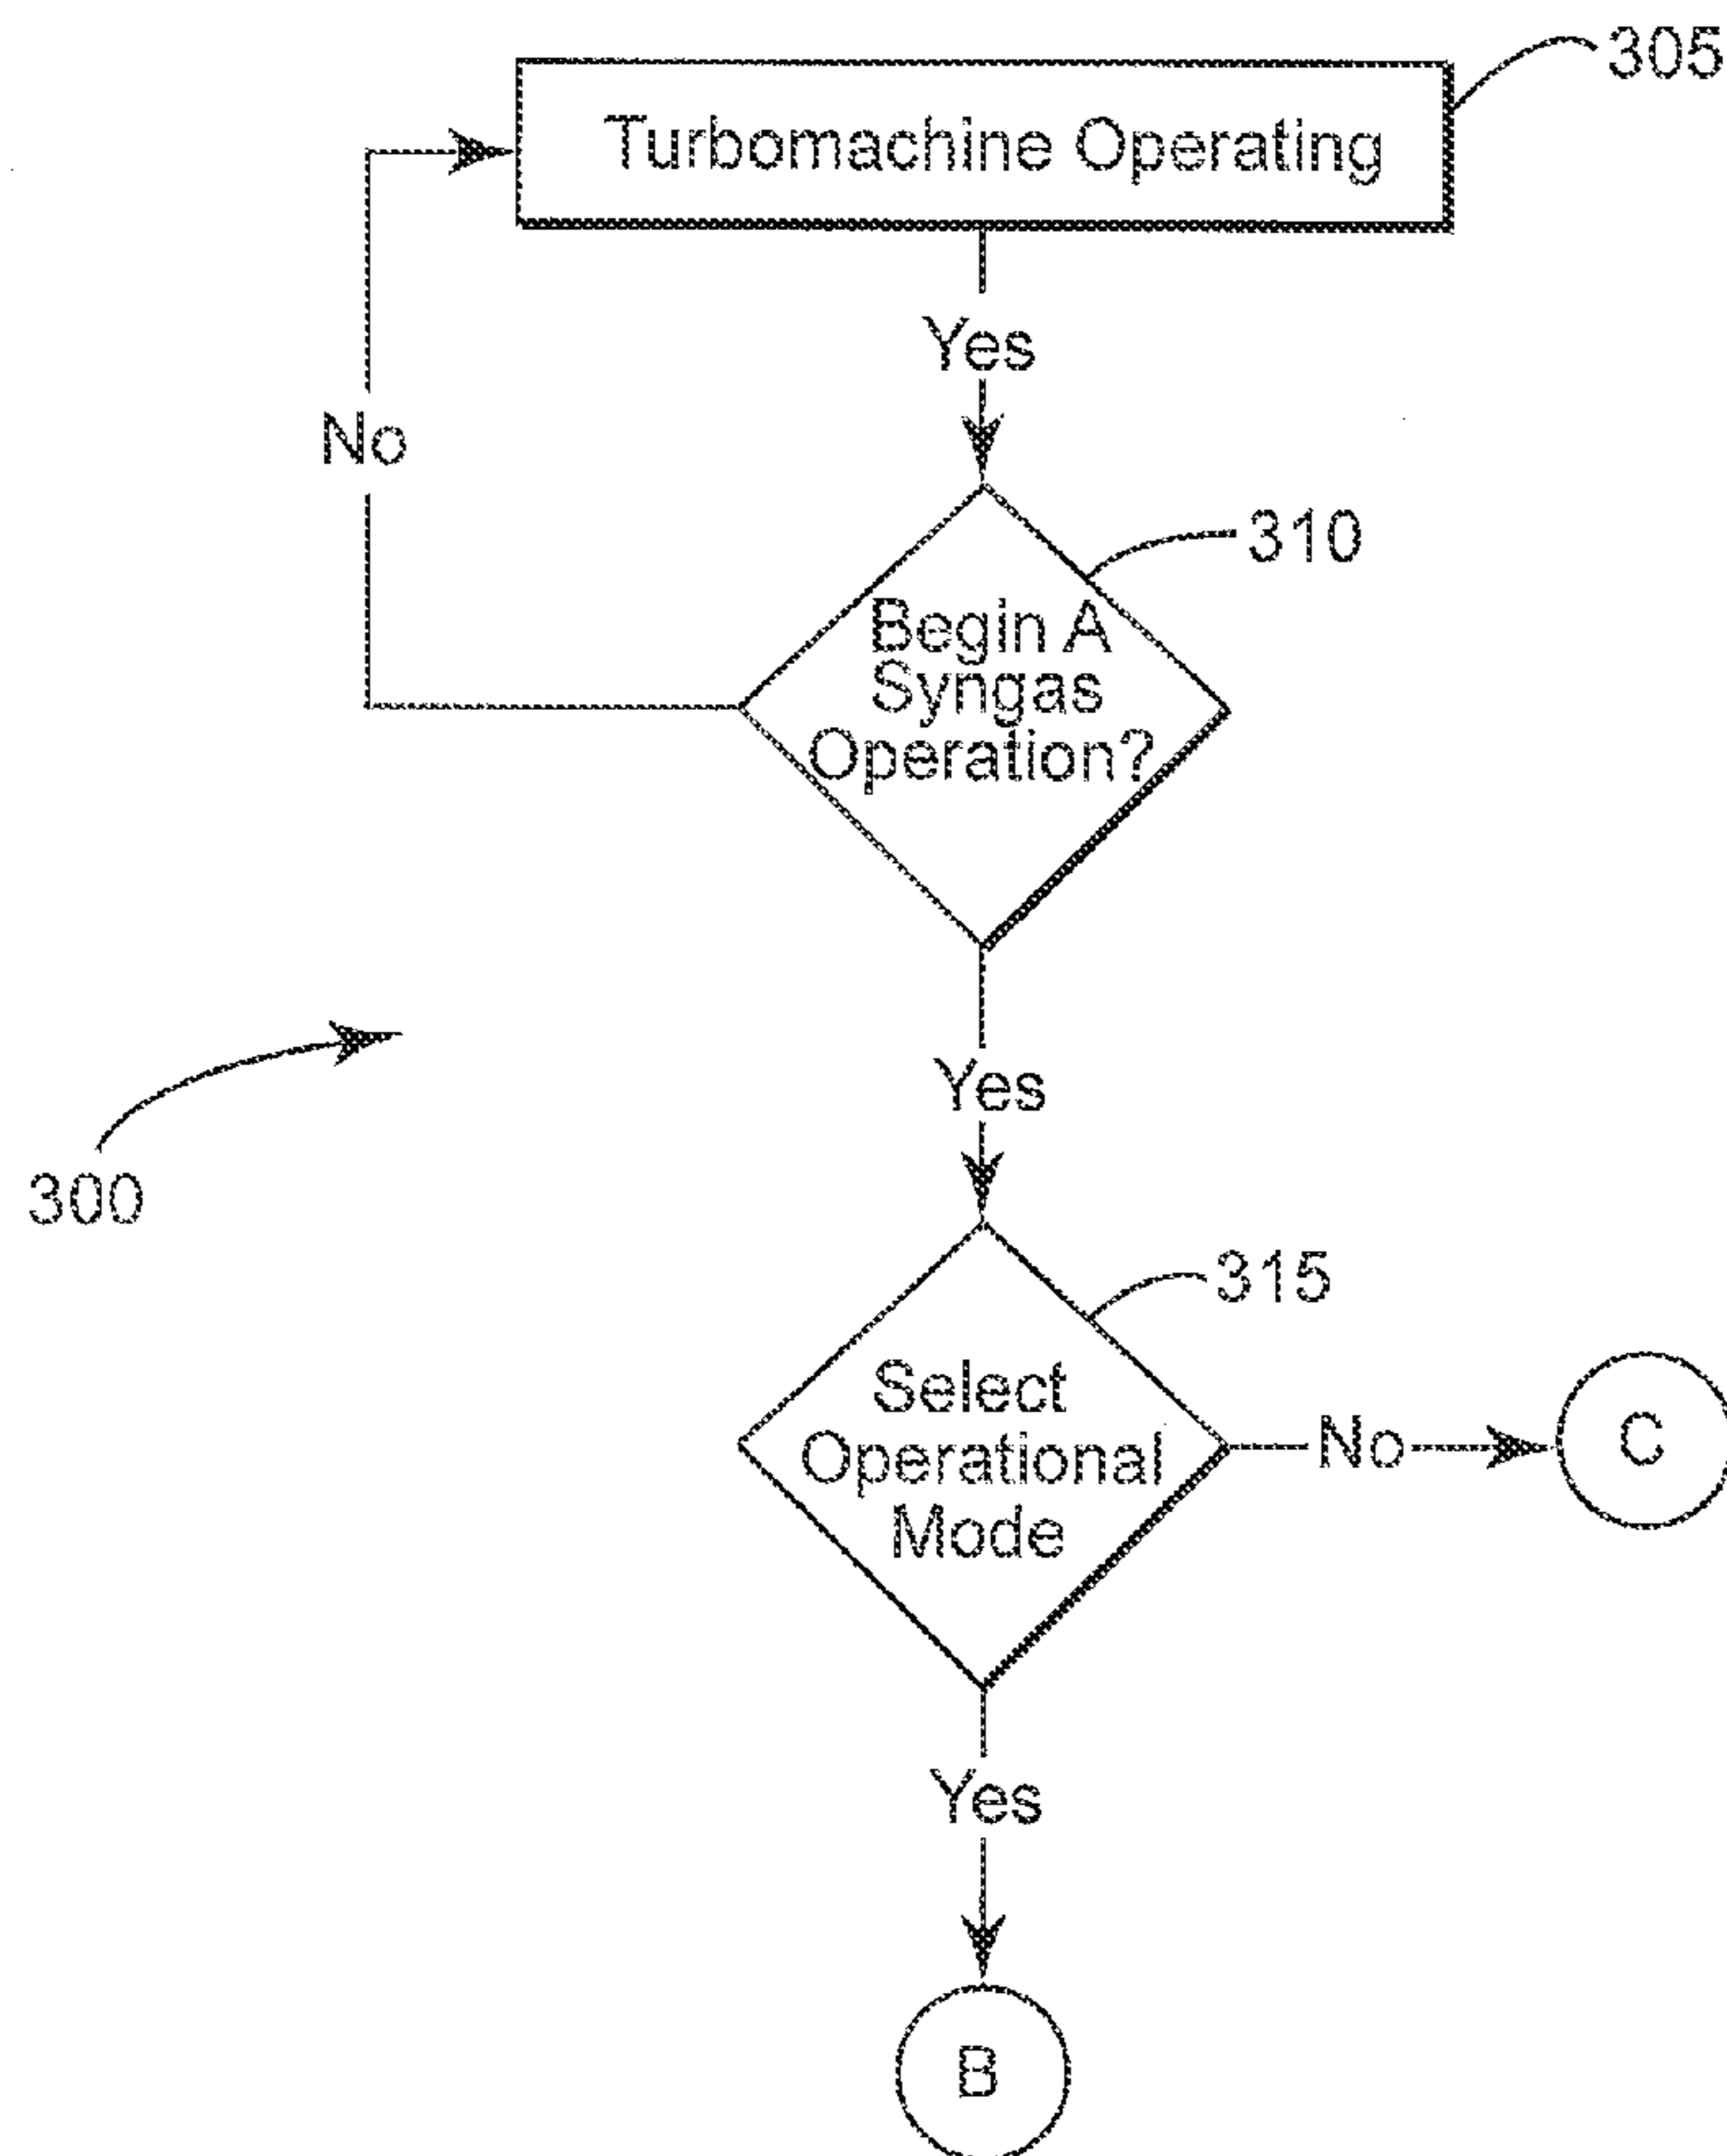 305
Turbomachine Operating
Yes
No
310
Begin A
Syngas
Operation?
Yes
300
315
Select
Operational
Mode
No
C
Yes
B